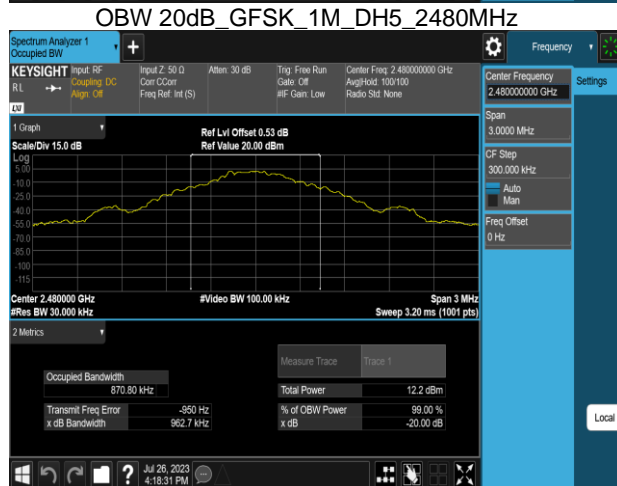 OBW 20dB_GFSK_1M_DH5_2480MHz
Spectrum Analyzer 1
Occupied BW
+
Frequency
KEYSIGHT
Input: RF
Coupling: DC
Align: Off
RL
LXI
Input Z: 50 Ω
Corr CCorr
Freq Ref: Int (S)
Atten: 30 dB
Trig: Free Run
Gate: Off
#IF Gain: Low
Center Freq: 2.480000000 GHz
Avg|Hold: 100/100
Radio Std: None
Center Frequency
2.480000000 GHz
Settings
Span
3.0000 MHz
CF Step
300.000 kHz
Auto
Man
Freq Offset
0 Hz
Local
1 Graph
Scale/Div 15.0 dB
Ref Lvl Offset 0.53 dB
Ref Value 20.00 dBm
Log
5.00
-10.0
-25.0
-40.0
-55.0
-70.0
-85.0
-100
-115
Center 2.480000 GHz
#Res BW 30.000 kHz
#Video BW 100.00 kHz
Span 3 MHz
Sweep 3.20 ms (1001 pts)
2 Metrics
Measure Trace Trace 1
Occupied Bandwidth
870.80 kHz
Total Power 12.2 dBm
Transmit Freq Error -950 Hz
% of OBW Power 99.00 %
x dB Bandwidth 962.7 kHz
x dB -20.00 dB
?
Jul 26, 2023
4:18:31 PM